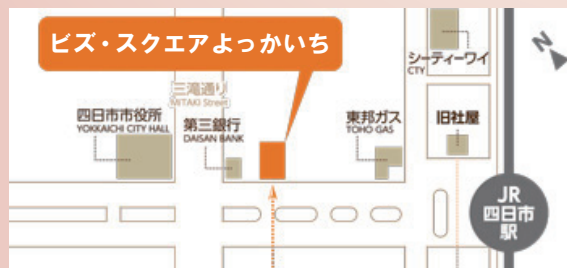 ビズ・スクエアよっかいち
シーティーワイ
CTY
N
三滝通り
MITAKI Street
四日市市役所
YOKKAICHI CITY HALL
第三銀行
DAISAN BANK
東邦ガス
TOHO GAS
旧社屋
JR
四日市
駅